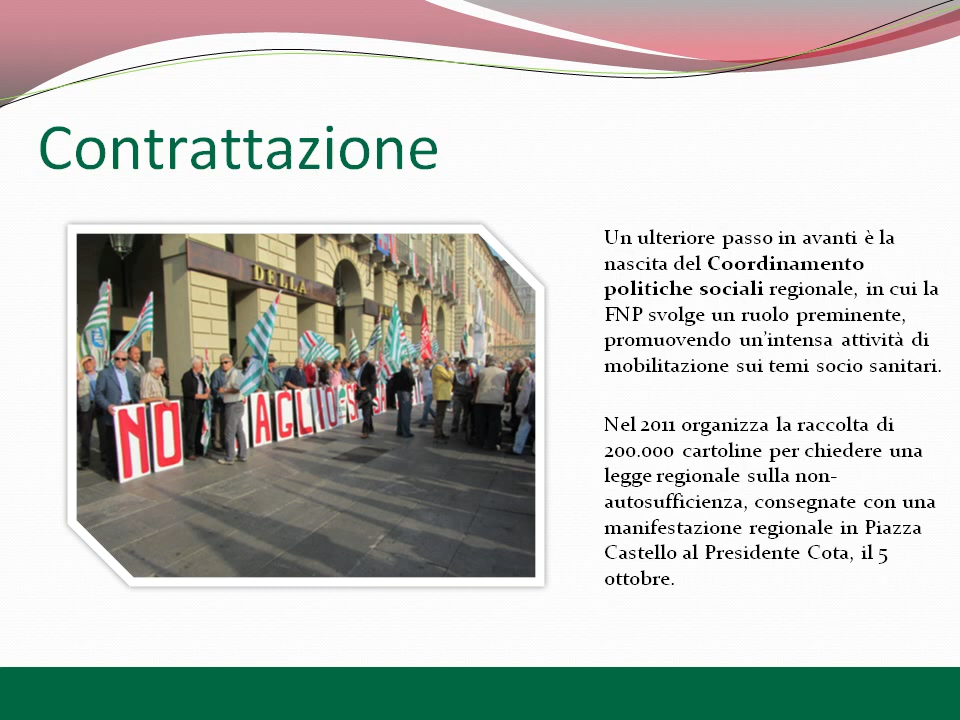 Contrattazione
DELLA
NO
AGLIO
S
Un ulteriore passo in avanti è la
nascita del Coordinamento
politiche sociali regionale, in cui la
FNP svolge un ruolo preminente,
promuovendo un'intensa attività di
mobilitazione sui temi socio sanitari.
Nel 2011 organizza la raccolta di
200.000 cartoline per chiedere una
legge regionale sulla non-
autosufficienza, consegnate con una
manifestazione regionale in Piazza
Castello al Presidente Cota, il 5
ottobre.